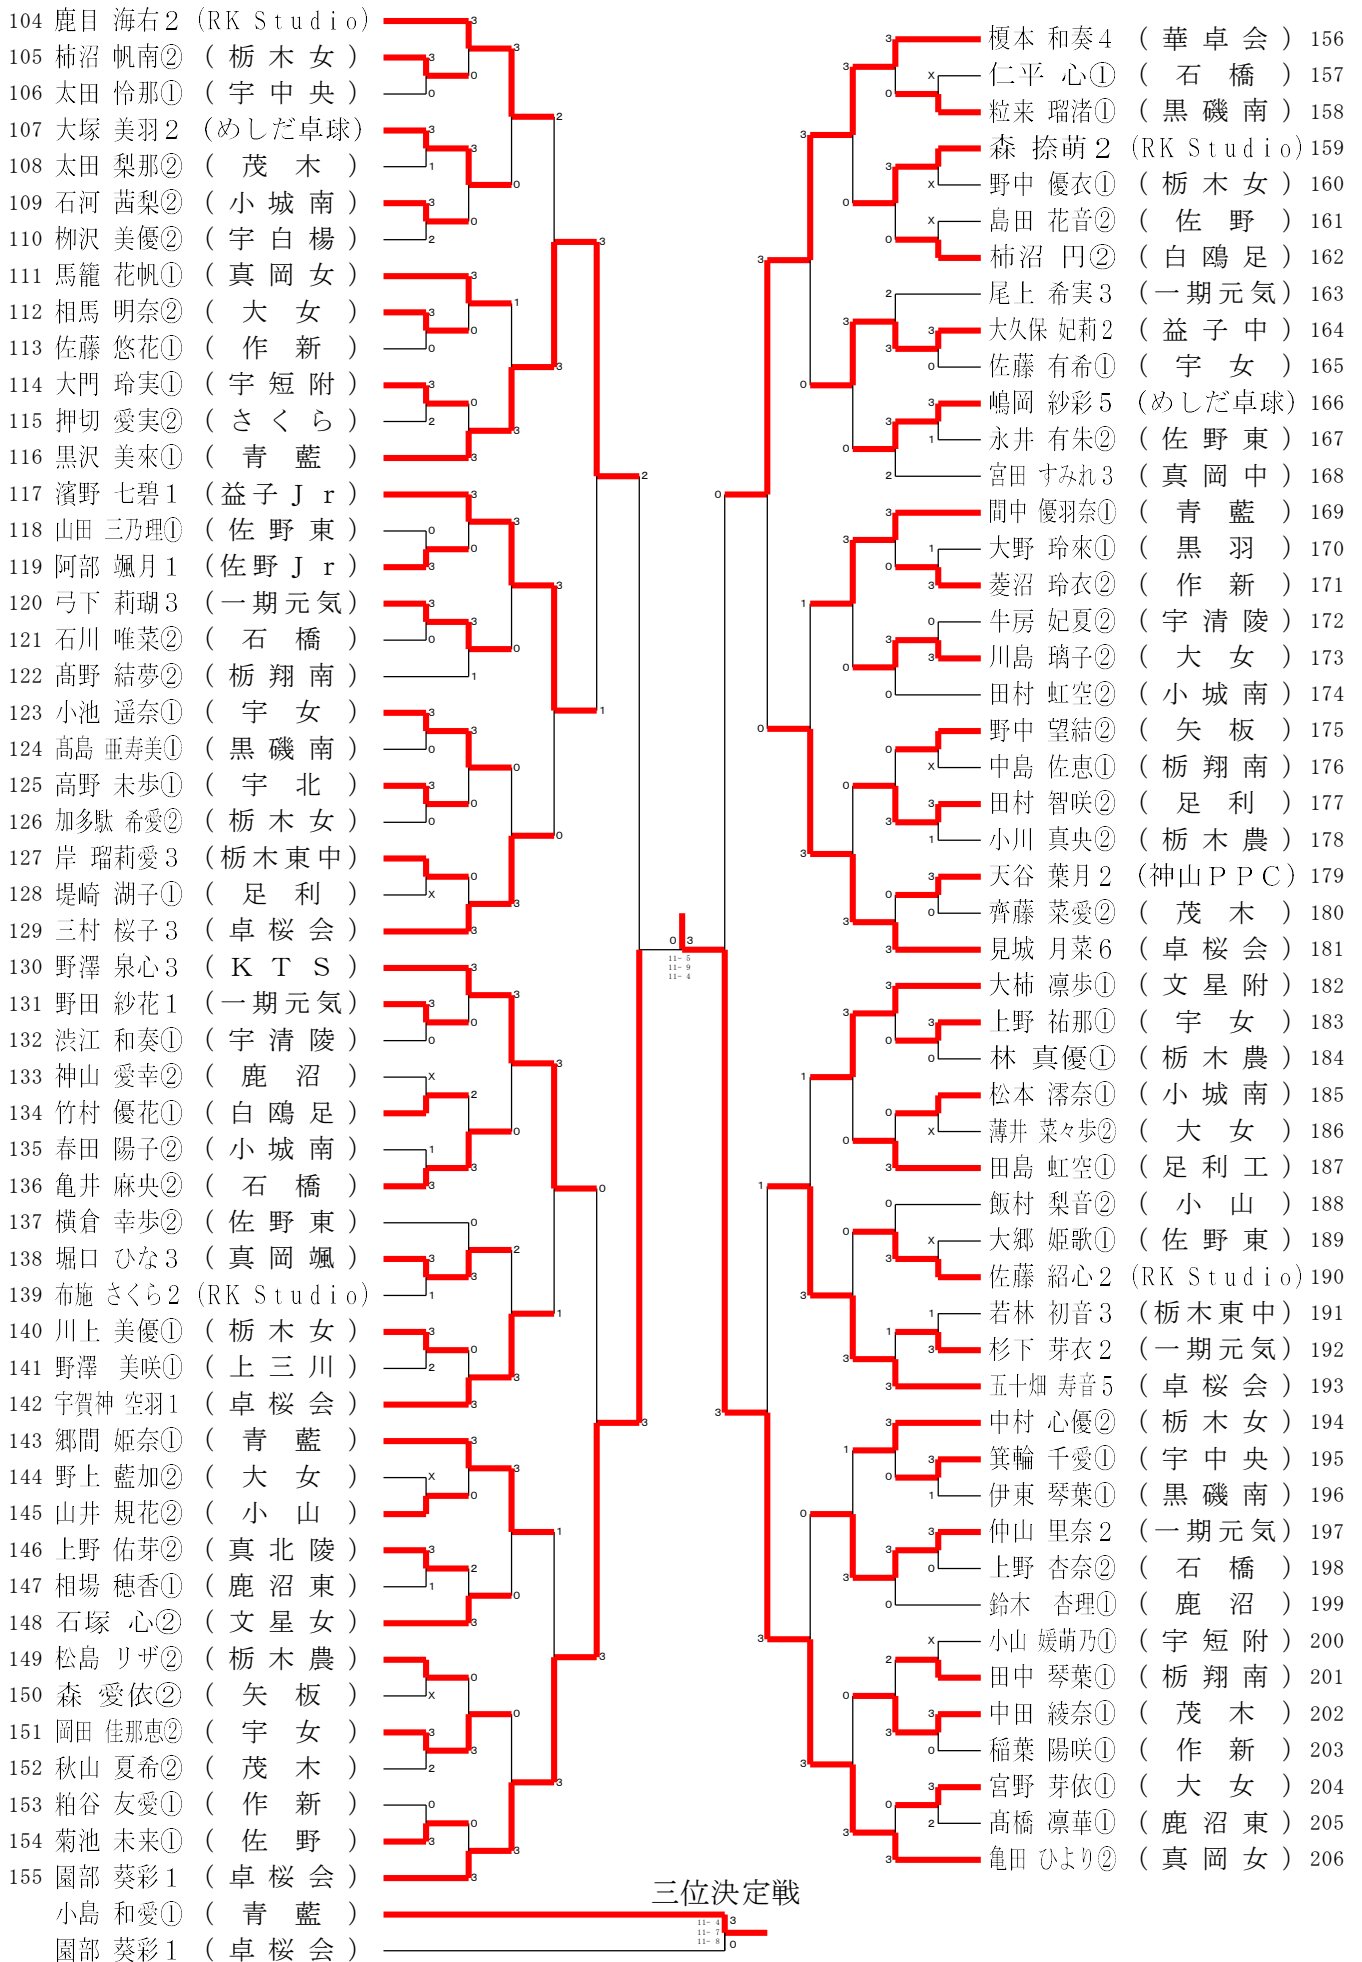 104 鹿目 海右2 (RK Studio)
105 柿沼 帆南② ( 栃 木 女 )
106 太田 怜那① ( 宇 中 央 )
107 大塚 美羽2 (めしだ卓球)
108 太田 梨那② ( 茂 木 )
109 石河 茜梨② ( 小 城 南 )
110 栁沢 美優② ( 宇 白 楊 )
111 馬籠 花帆① ( 真 岡 女 )
112 相馬 明奈② ( 大 女 )
113 佐藤 悠花① ( 作 新 )
114 大門 玲実① ( 宇 短 附 )
115 押切 愛実② ( さ く ら )
116 黒沢 美來① ( 青 藍 )
117 濱野 七碧1 (益子Jr)
118 山田 三乃理① ( 佐 野 東 )
119 阿部 颯月1 (佐野Jr)
120 弓下 莉瑚3 (一期元気)
121 石川 唯菜② ( 石 橋 )
122 髙野 結夢② ( 栃 翔 南 )
123 小池 遥奈① ( 宇 女 )
124 髙島 亜寿美① ( 黒 磯 南 )
125 高野 未歩① ( 宇 北 )
126 加多駄 希愛② ( 栃 木 女 )
127 岸 瑠莉愛3 (栃木東中)
128 堤崎 湖子① ( 足 利 )
129 三村 桜子3 ( 卓 桜 会 )
130 野澤 泉心3 ( K T S )
131 野田 紗花1 (一期元気)
132 渋江 和奏① ( 宇 清 陵 )
133 神山 愛幸② ( 鹿 沼 )
134 竹村 優花① ( 白 鴎 足 )
135 春田 陽子② ( 小 城 南 )
136 亀井 麻央② ( 石 橋 )
137 横倉 幸歩② ( 佐 野 東 )
138 堀口 ひな3 ( 真 岡 颯 )
139 布施 さくら2 (RK Studio)
140 川上 美優① ( 栃 木 女 )
141 野澤 美咲① ( 上 三 川 )
142 宇賀神 空羽1 ( 卓 桜 会 )
143 郷間 姫奈① ( 青 藍 )
144 野上 藍加② ( 大 女 )
145 山井 規花② ( 小 山 )
146 上野 佑芽② ( 真 北 陵 )
147 相場 穂香① ( 鹿 沼 東 )
148 石塚 心② ( 文 星 女 )
149 松島 リザ② ( 栃 木 農 )
150 森 愛依② ( 矢 板 )
151 岡田 佳那恵② ( 宇 女 )
152 秋山 夏希② ( 茂 木 )
153 粕谷 友愛① ( 作 新 )
154 菊池 未来① ( 佐 野 )
155 園部 葵彩1 ( 卓 桜 会 )
榎本 和奏4 ( 華 卓 会 ) 156
仁平 心① ( 石 橋 ) 157
粒来 瑠渚① ( 黒 磯 南 ) 158
森 捺萌2 (RK Studio) 159
野中 優衣① ( 栃 木 女 ) 160
島田 花音② ( 佐 野 ) 161
柿沼 円② ( 白 鴎 足 ) 162
尾上 希実3 (一期元気) 163
大久保 妃莉2 ( 益 子 中 ) 164
佐藤 有希① ( 宇 女 ) 165
嶋岡 紗彩5 (めしだ卓球) 166
永井 有朱② ( 佐 野 東 ) 167
宮田 すみれ3 ( 真 岡 中 ) 168
間中 優羽奈① ( 青 藍 ) 169
大野 玲來① ( 黒 羽 ) 170
菱沼 玲衣② ( 作 新 ) 171
牛房 妃夏② ( 宇 清 陵 ) 172
川島 璃子② ( 大 女 ) 173
田村 虹空② ( 小 城 南 ) 174
野中 望結② ( 矢 板 ) 175
中島 佐恵① ( 栃 翔 南 ) 176
田村 智咲② ( 足 利 ) 177
小川 真央② ( 栃 木 農 ) 178
天谷 葉月2 (神山PPC) 179
齊藤 菜愛② ( 茂 木 ) 180
見城 月菜6 ( 卓 桜 会 ) 181
大柿 凛歩① ( 文 星 附 ) 182
上野 祐那① ( 宇 女 ) 183
林 真優① ( 栃 木 農 ) 184
松本 澪奈① ( 小 城 南 ) 185
薄井 菜々歩② ( 大 女 ) 186
田島 虹空① ( 足 利 工 ) 187
飯村 梨音② ( 小 山 ) 188
大郷 姫歌① ( 佐 野 東 ) 189
佐藤 紹心2 (RK Studio) 190
若林 初音3 (栃木東中) 191
杉下 芽衣2 (一期元気) 192
五十畑 寿音5 ( 卓 桜 会 ) 193
中村 心優② ( 栃 木 女 ) 194
箕輪 千愛① ( 宇 中 央 ) 195
伊東 琴葉① ( 黒 磯 南 ) 196
仲山 里奈2 (一期元気) 197
上野 杏奈② ( 石 橋 ) 198
鈴木 杏理① ( 鹿 沼 ) 199
小山 媛萌乃① ( 宇 短 附 ) 200
田中 琴葉① ( 栃 翔 南 ) 201
中田 綾奈① ( 茂 木 ) 202
稲葉 陽咲① ( 作 新 ) 203
宮野 芽依① ( 大 女 ) 204
髙橋 凛華① ( 鹿 沼 東 ) 205
亀田 ひより② ( 真 岡 女 ) 206
0 3
11- 5
11- 9
11- 4
三位決定戦
小島 和愛① ( 青 藍 )
園部 葵彩1 ( 卓 桜 会 )
11- 4
11- 7
11- 8
3
0